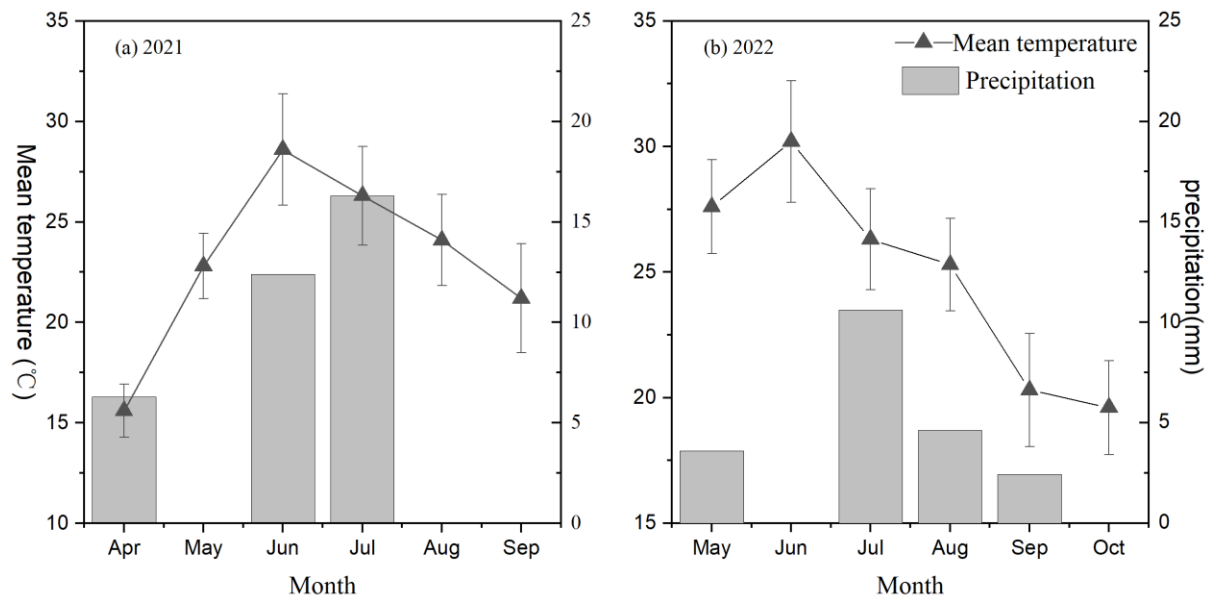 (a) 2021
35
30
25
20
15
10
Mean temperature (℃)
25
20
15
10
5
0
Apr May Jun Jul Aug Sep
Month
(b) 2022
Mean temperature
Precipitation
35
30
25
20
15
25
20
15
10
5
0
precipitation(mm)
May Jun Jul Aug Sep Oct
Month